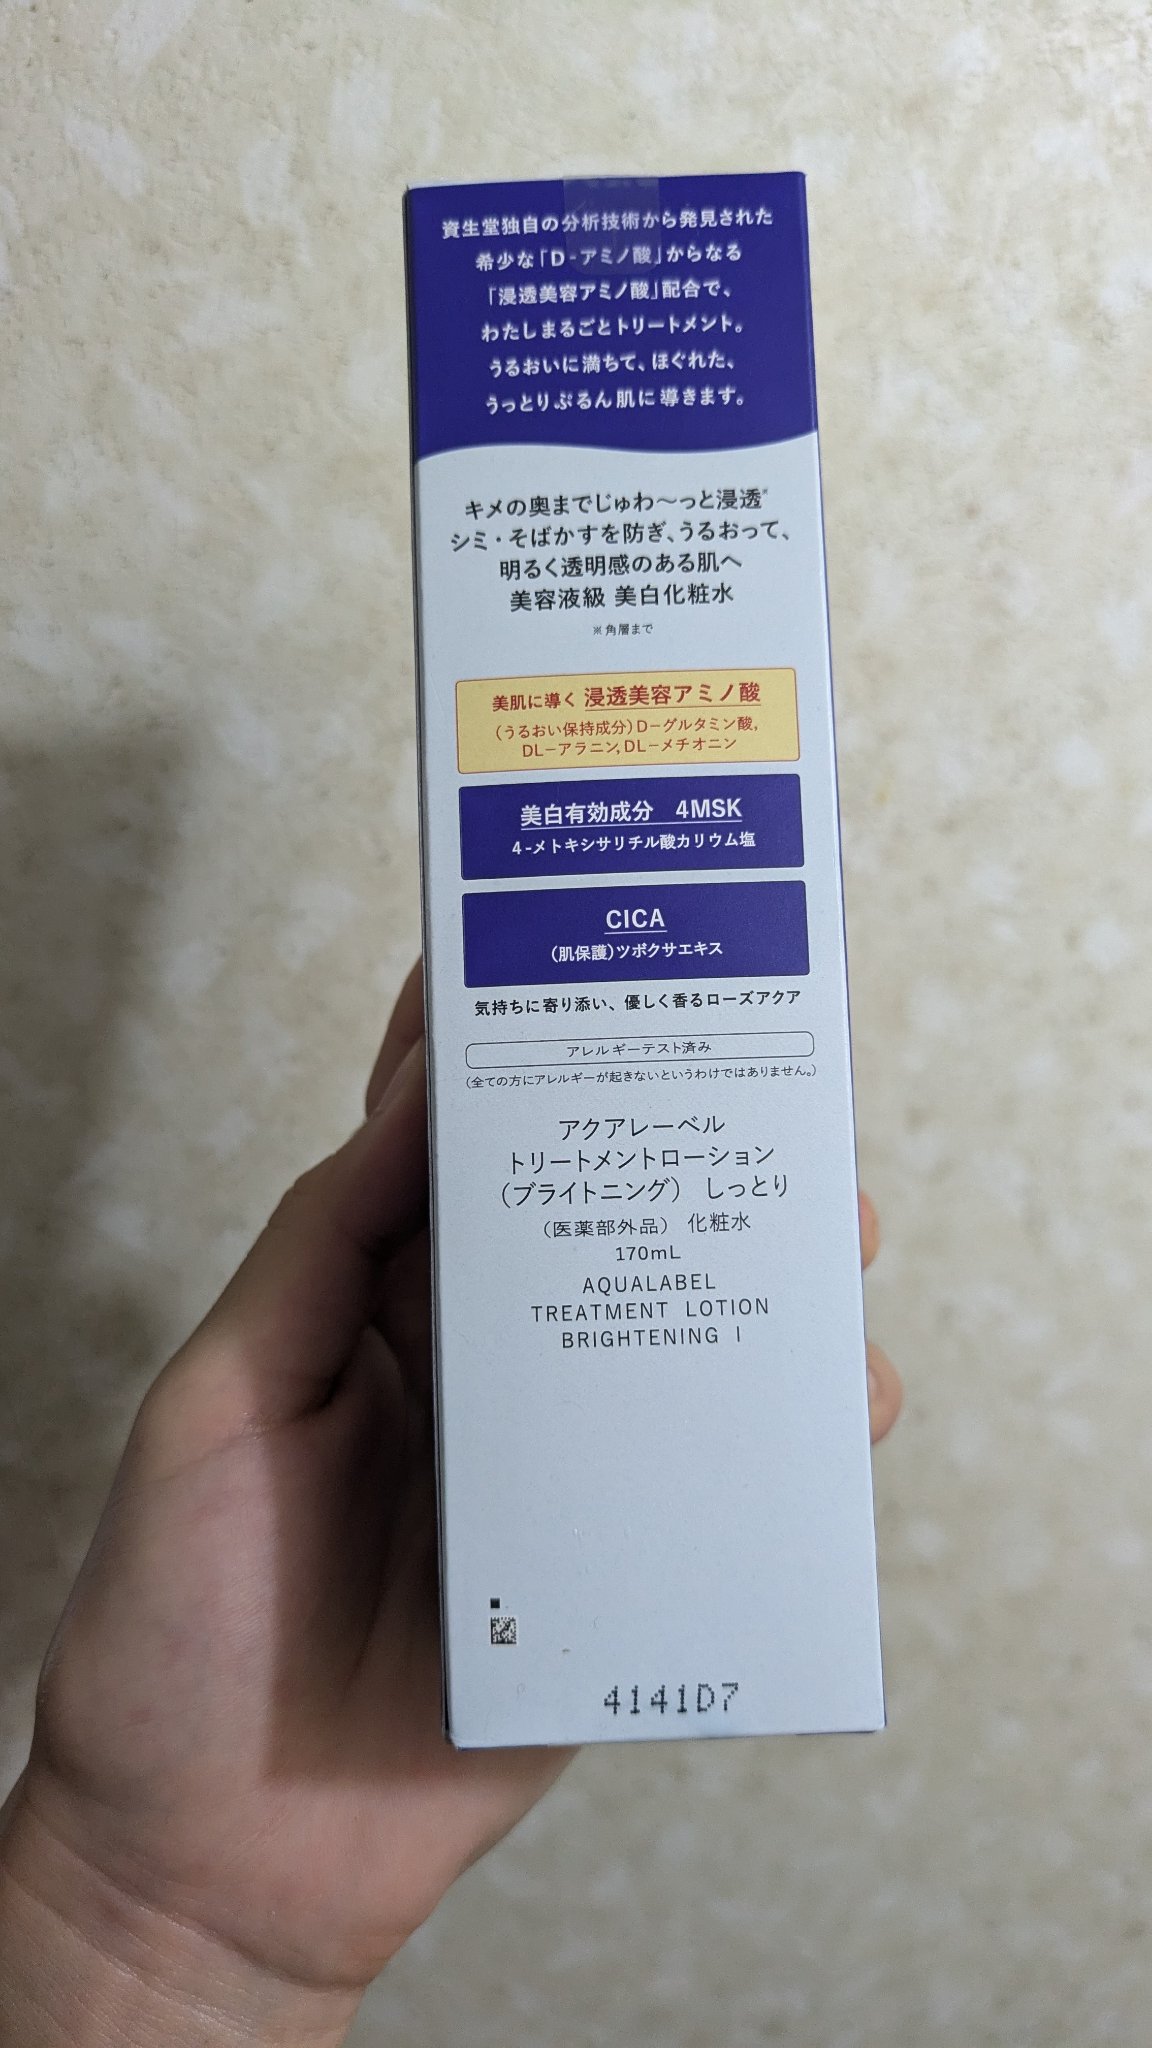 資生堂独自の分析技術から発見された
希少な「D-アミノ酸」からなる
「浸透美容アミノ酸」配合で、
わたしまるごとトリートメント。
うるおいに満ちて、ほぐれた、
うっとりぷるん肌に導きます。
キメの奥までじゅわ〜っと浸透※
シミ・そばかすを防ぎ、うるおって、
明るく透明感のある肌へ
美容液級 美白化粧水
※角層まで
美肌に導く 浸透美容アミノ酸
（うるおい保持成分）D−グルタミン酸,
DL−アラニン, DL−メチオニン
美白有効成分　4MSK
4-メトキシサリチル酸カリウム塩
CICA
（肌保護）ツボクサエキス
気持ちに寄り添い、優しく香るローズアクア
アレルギーテスト済み
（全ての方にアレルギーが起きないというわけではありません。）
アクアレーベル
トリートメントローション
（ブライトニング） しっとり
（医薬部外品） 化粧水
170mL
AQUALABEL
TREATMENT LOTION
BRIGHTENING I
4141D7